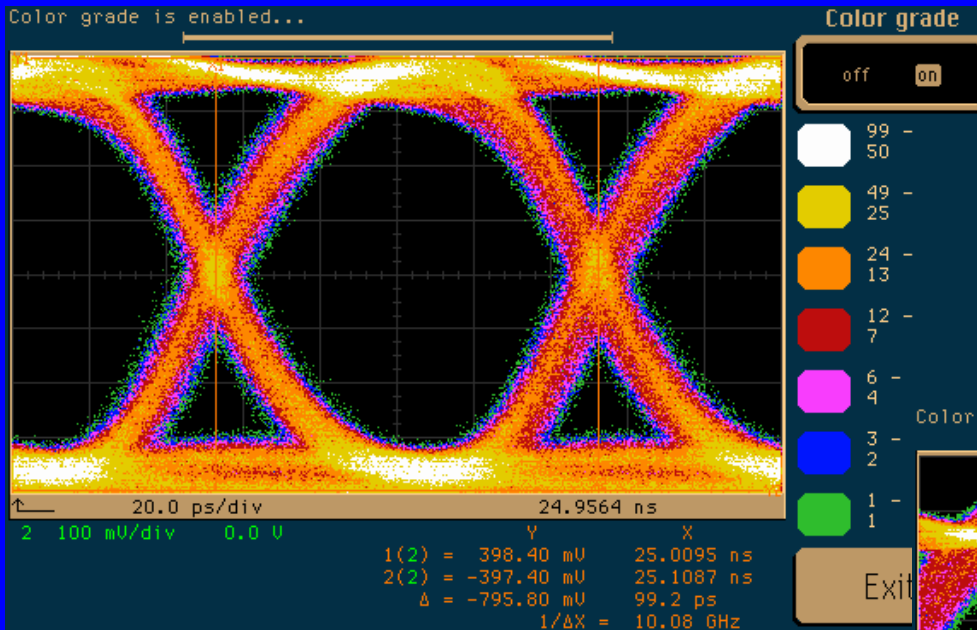 Color grade is enabled...
Color grade
off on
99 -
50
49 -
25
24 -
13
12 -
7
6 -
4
3 -
2
1 -
1
Color
20.0 ps/div 24.9564 ns
2 100 mV/div 0.0 V
Y X
1(2) = 398.40 mV 25.0095 ns
2(2) = -397.40 mV 25.1087 ns
Δ = -795.80 mV 99.2 ps
1/ΔX = 10.08 GHz
Exit